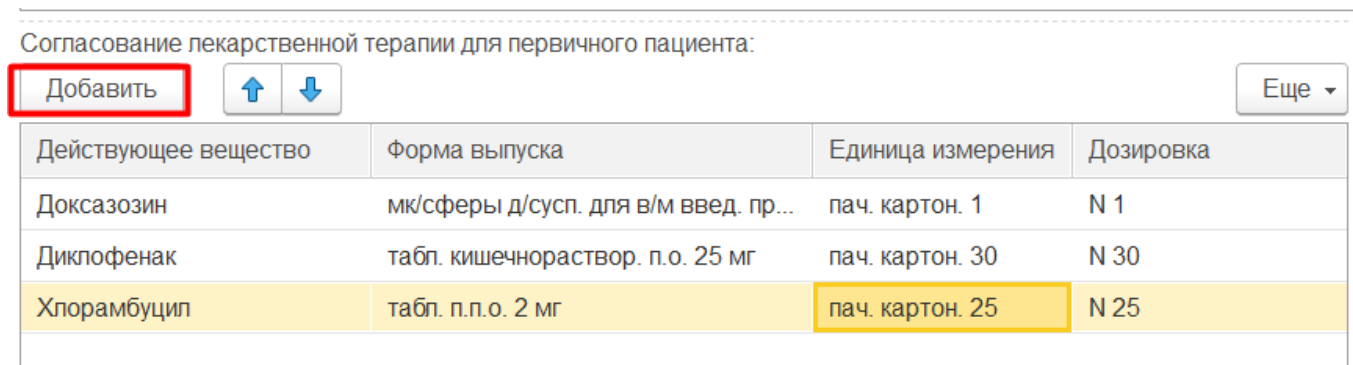 Согласование лекарственной терапии для первичного пациента:
Добавить Еще
Действующее вещество Форма выпуска Единица измерения Дозировка
Доксазозин мк/сферы д/сусп. для в/м введ. пр... пач. картон. 1 N 1
Диклофенак табл. кишечнораствор. п.о. 25 мг пач. картон. 30 N 30
Хлорамбуцил табл. п.п.о. 2 мг пач. картон. 25 N 25